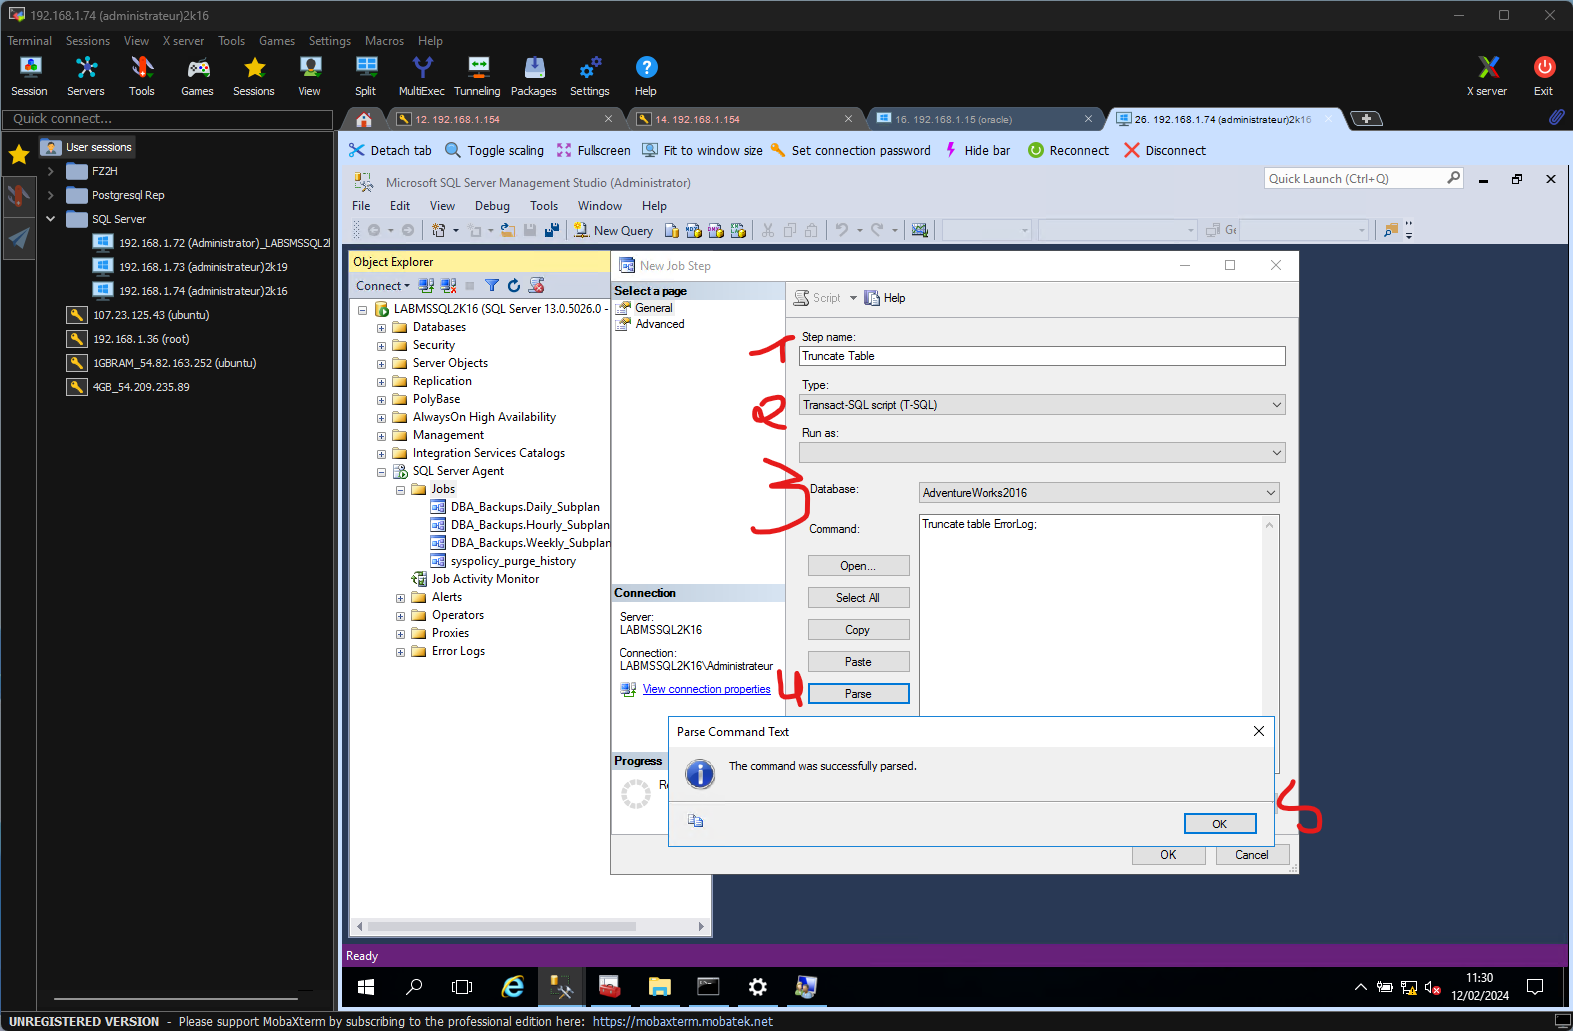 192.168.1.74 (administrateur)2k16
Terminal Sessions View X server Tools Games Settings Macros Help
Session Servers Tools Games Sessions View Split MultiExec Tunneling Packages Settings Help X server Exit
Quick connect...
12. 192.168.1.154
14. 192.168.1.154
16. 192.168.1.15 (oracle)
26. 192.168.1.74 (administrateur)2k16
User sessions
FZ2H
Postgresql Rep
SQL Server
192.168.1.72 (Administrator)_LABSMSSQL2
192.168.1.73 (administrateur)2k19
192.168.1.74 (administrateur)2k16
107.23.125.43 (ubuntu)
192.168.1.36 (root)
1GBRAM_54.82.163.252 (ubuntu)
4GB_54.209.235.89
Detach tab Toggle scaling Fullscreen Fit to window size Set connection password Hide bar Reconnect Disconnect
Microsoft SQL Server Management Studio (Administrator)
Quick Launch (Ctrl+Q)
File Edit View Debug Tools Window Help
New Query
Object Explorer
Connect
LABMSSQL2K16 (SQL Server 13.0.5026.0 -
Databases
Security
Server Objects
Replication
PolyBase
AlwaysOn High Availability
Management
Integration Services Catalogs
SQL Server Agent
Jobs
DBA_Backups.Daily_Subplan
DBA_Backups.Hourly_Subplan
DBA_Backups.Weekly_Subplan
syspolicy_purge_history
Job Activity Monitor
Alerts
Operators
Proxies
Error Logs
New Job Step
Select a page
General
Advanced
Script Help
1
Step name:
Truncate Table
2
Type:
Transact-SQL script (T-SQL)
Run as:
3
Database:
AdventureWorks2016
Command:
Truncate table ErrorLog;
Open...
Select All
Copy
Paste
4
Parse
Connection
Server:
LABMSSQL2K16
Connection:
LABMSSQL2K16\Administrateur
View connection properties
Progress
Parse Command Text
The command was successfully parsed.
OK
5
OK Cancel
Ready
11:30
12/02/2024
UNREGISTERED VERSION - Please support MobaXterm by subscribing to the professional edition here: https://mobaxterm.mobatek.net